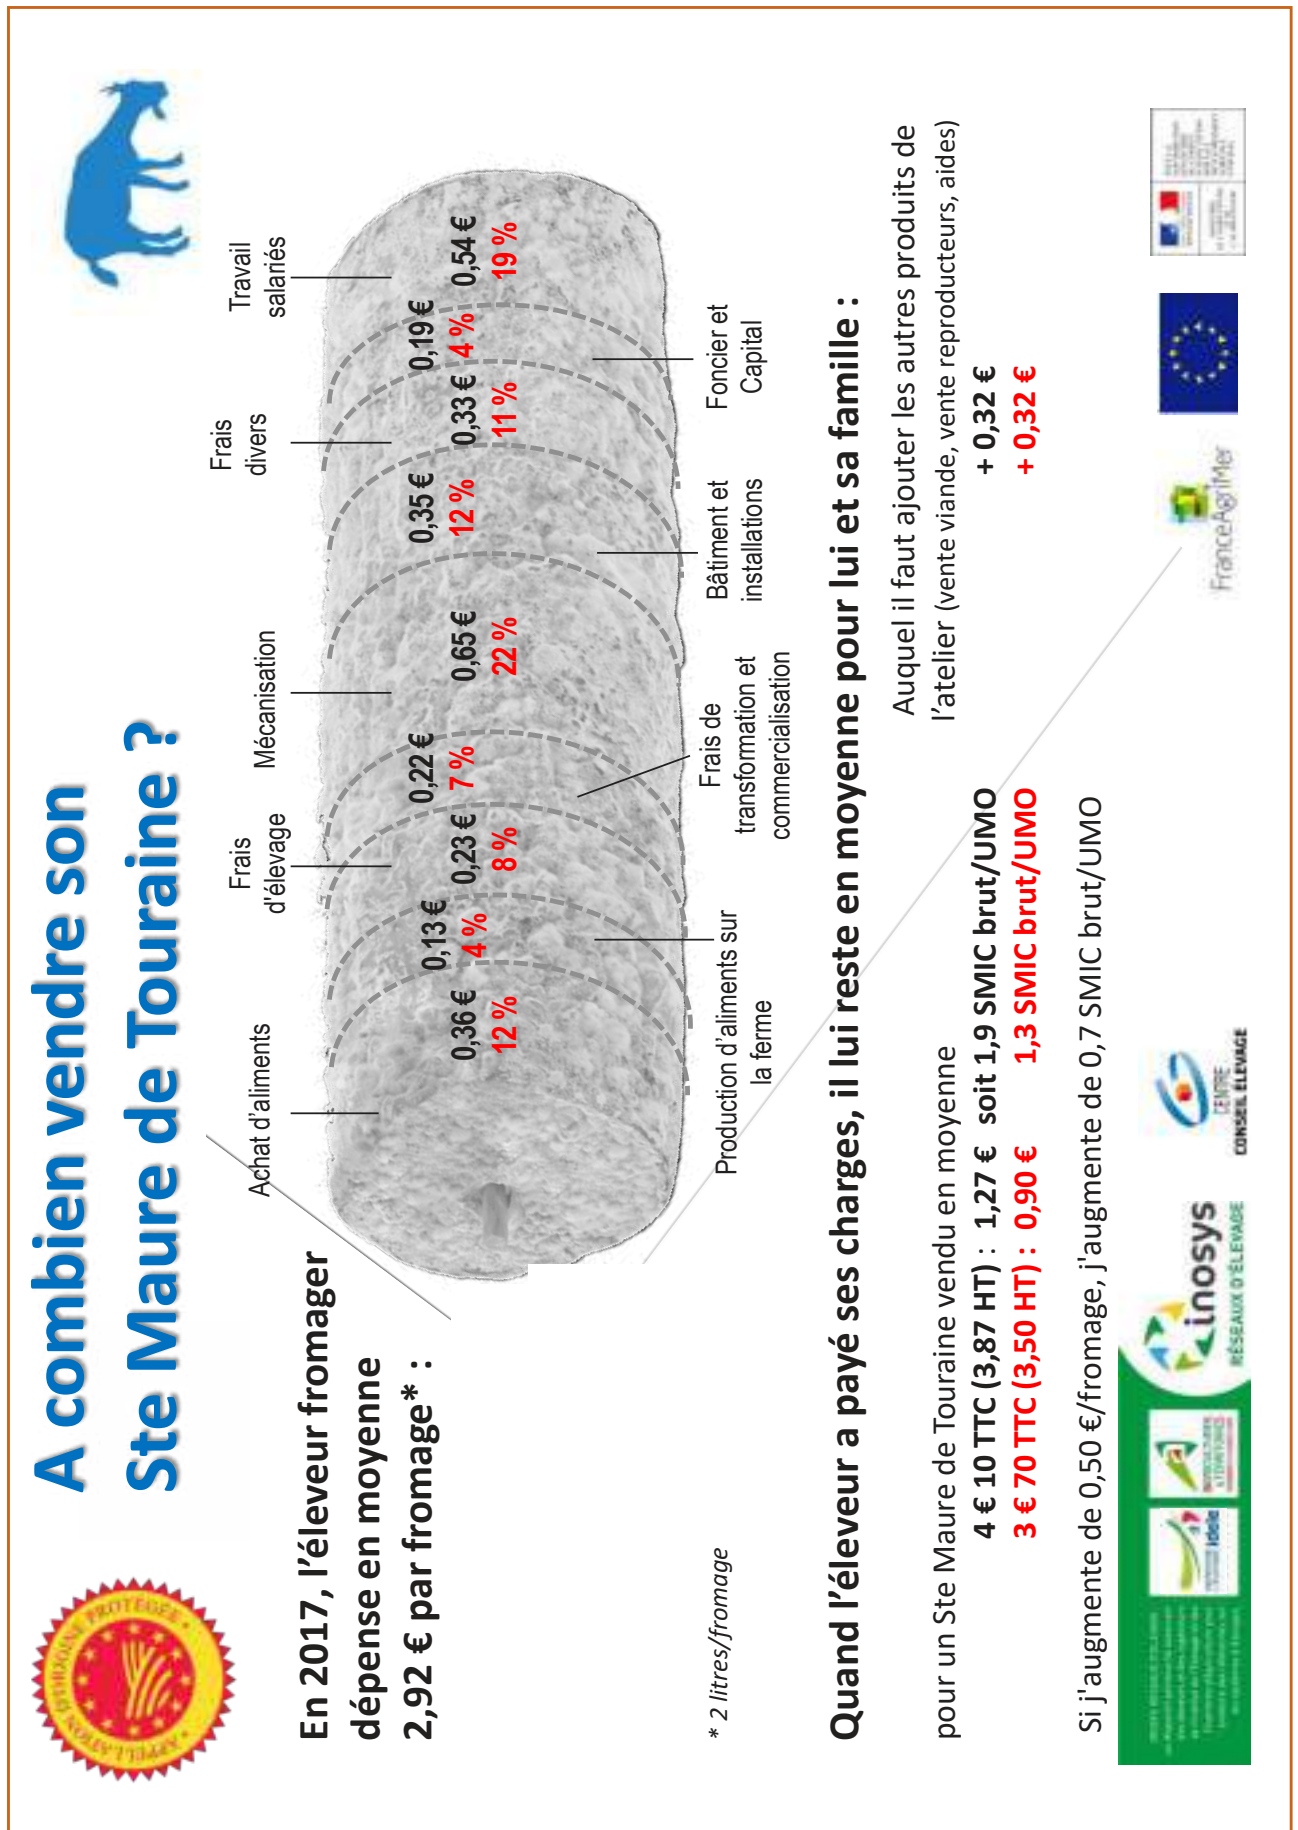 A combien vendre son
Ste Maure de Touraine ?
APPELLATION D'ORIGINE PROTÉGÉE
En 2017, l'éleveur fromager
dépense en moyenne
2,92 € par fromage* :
Achat d'aliments
Frais
d'élevage
Mécanisation
Frais
divers
Travail
salariés
0,36 €
12 %
0,13 €
4 %
0,23 €
8 %
0,22 €
7 %
0,65 €
22 %
0,35 €
12 %
0,33 €
11 %
0,19 €
4 %
0,54 €
19 %
Production d'aliments sur
la ferme
Frais de
transformation et
commercialisation
Bâtiment et
installations
Foncier et
Capital
* 2 litres/fromage
Quand l'éleveur a payé ses charges, il lui reste en moyenne pour lui et sa famille :
pour un Ste Maure de Touraine vendu en moyenne
4 € 10 TTC (3,87 HT) : 1,27 € soit 1,9 SMIC brut/UMO
3 € 70 TTC (3,50 HT) : 0,90 € 1,3 SMIC brut/UMO
Auquel il faut ajouter les autres produits de
l'atelier (vente viande, vente reproducteurs, aides)
+ 0,32 €
+ 0,32 €
Si j'augmente de 0,50 €/fromage, j'augmente de 0,7 SMIC brut/UMO
idele
AGRICULTURES
& TERRITOIRES
inosys
RÉSEAUX D'ÉLEVAGE
CENTRE
CONSEIL ÉLEVAGE
FranceAgriMer